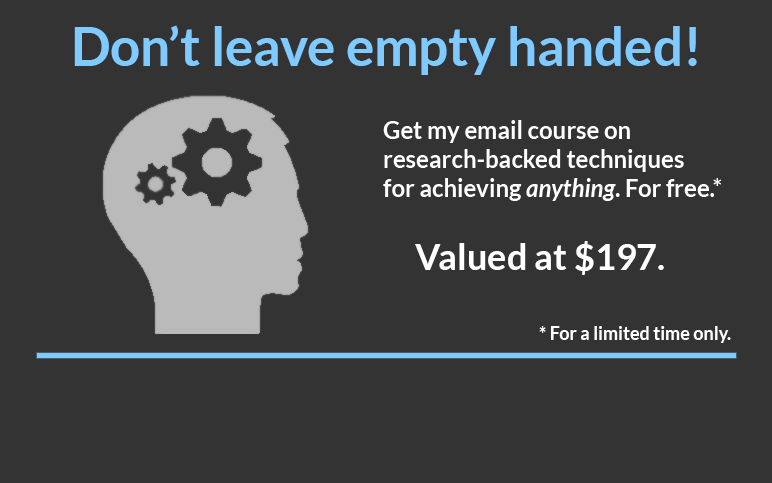 Don’t leave empty handed!
Get my email course on
research-backed techniques
for achieving anything. For free.*
Valued at $197.
* For a limited time only.